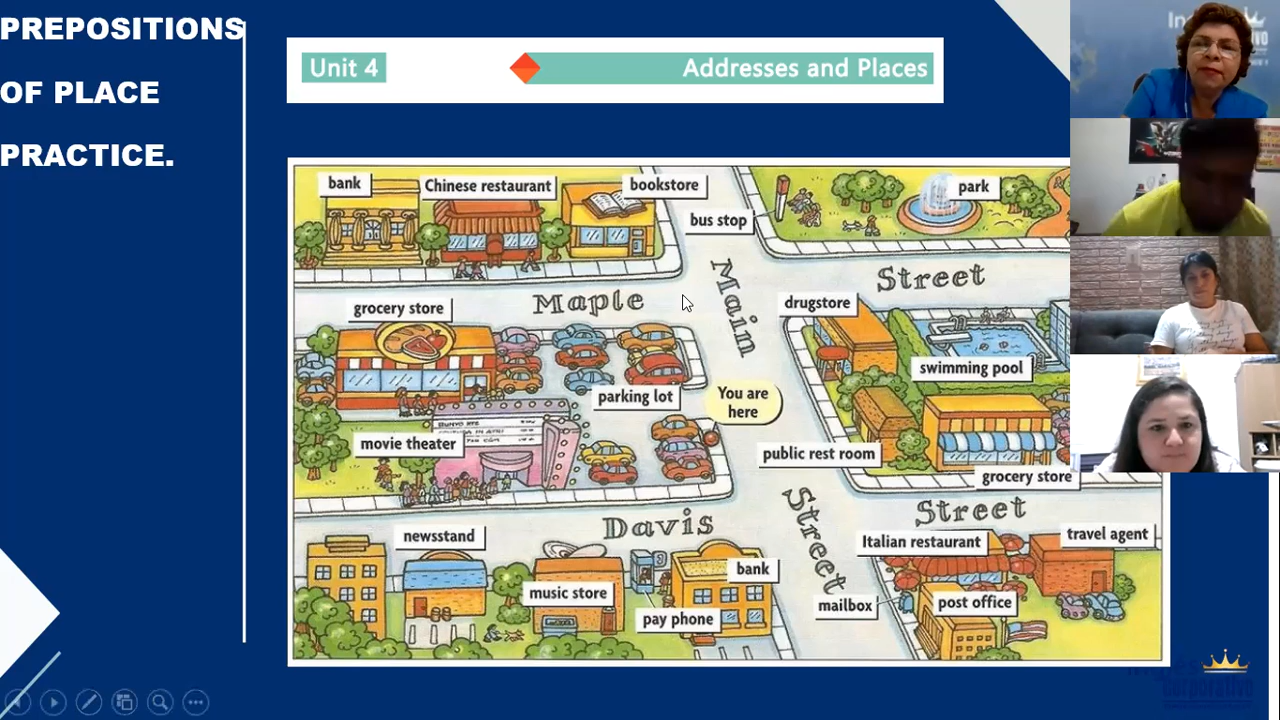 PREPOSITIONS
OF PLACE
PRACTICE.
Unit 4
Addresses and Places
bank
Chinese restaurant
bookstore
bus stop
park
Maple
Main
Street
grocery store
drugstore
swimming pool
parking lot
You are
here
movie theater
public rest room
grocery store
Davis
Street
Street
newsstand
Italian restaurant
travel agent
music store
bank
pay phone
mailbox
post office